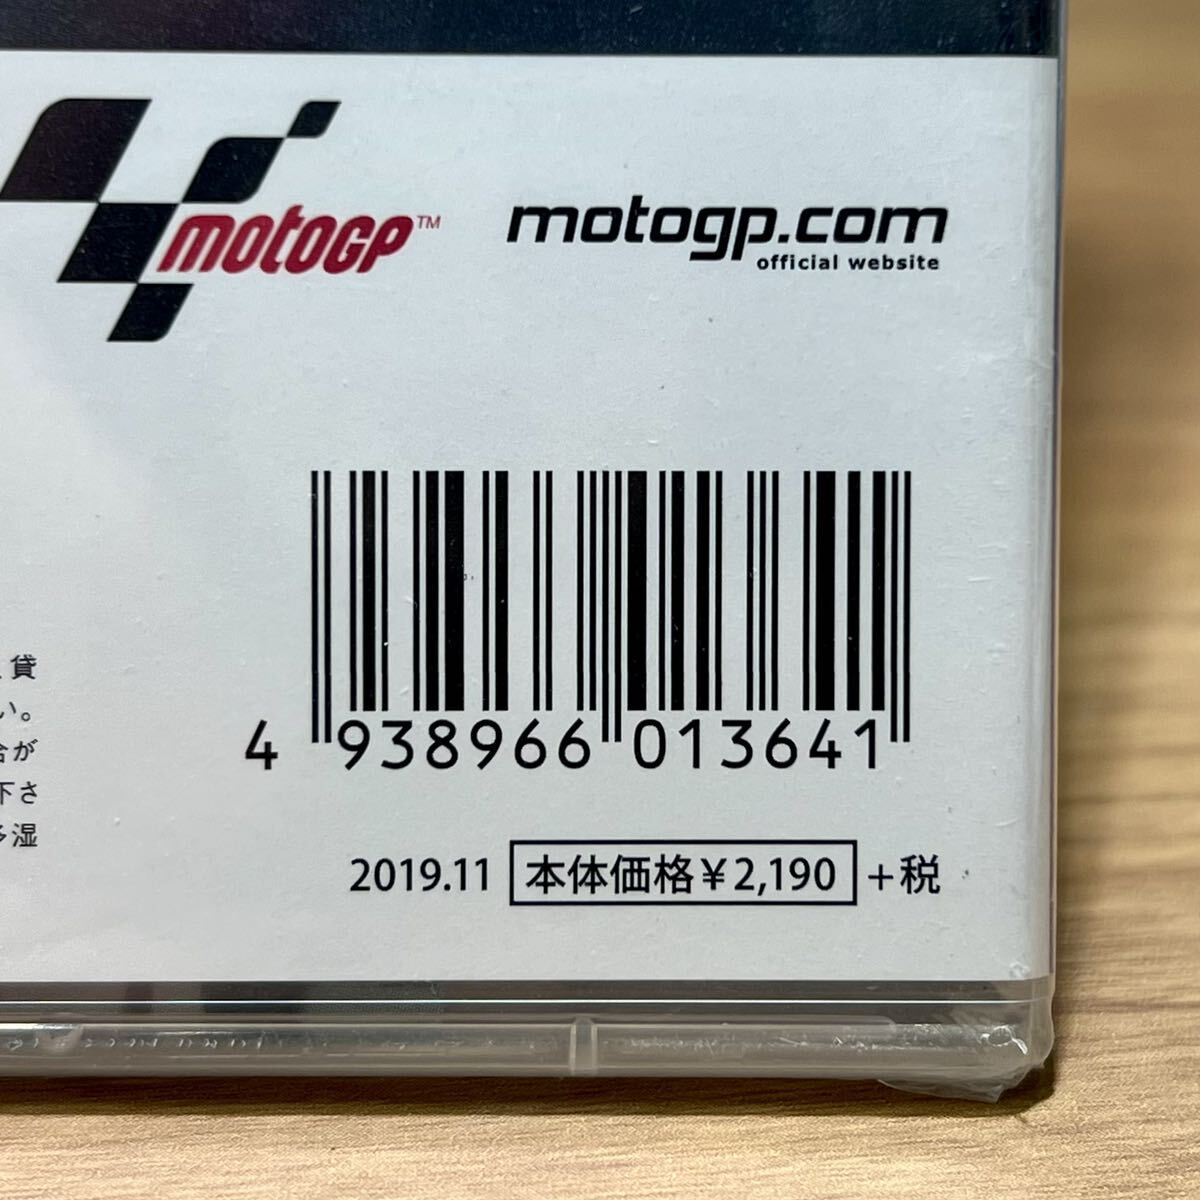 motogp™
motogp.com
official website
貸
い。
合が
下さ
多湿
4 938966 013641
2019.11 本体価格￥2,190 +税